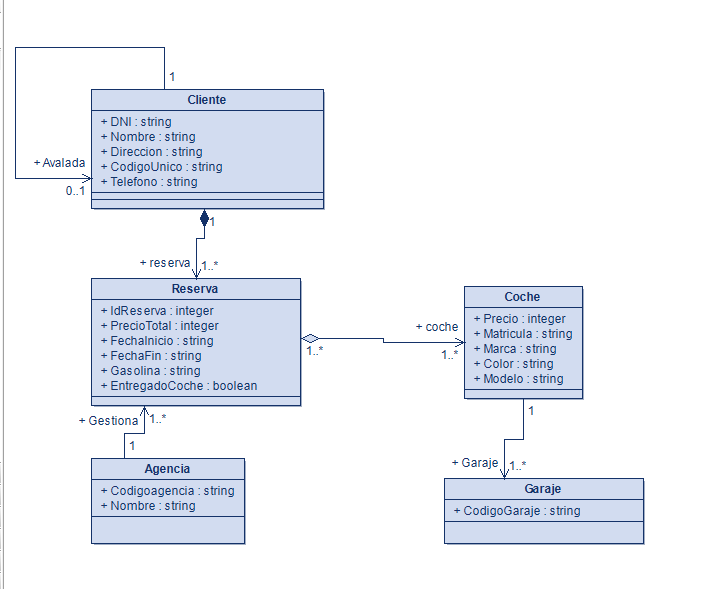 1
Cliente
+ DNI : string
+ Nombre : string
+ Direccion : string
+ CodigoUnico : string
+ Telefono : string
+ Avalada
0..1
1
+ reserva
1..*
Reserva
+ IdReserva : integer
+ PrecioTotal : integer
+ FechaInicio : string
+ FechaFin : string
+ Gasolina : string
+ EntregadoCoche : boolean
1..*
+ coche
1..*
Coche
+ Precio : integer
+ Matricula : string
+ Marca : string
+ Color : string
+ Modelo : string
+ Gestiona
1..*
1
Agencia
+ Codigoagencia : string
+ Nombre : string
1
+ Garaje
1..*
Garaje
+ CodigoGaraje : string